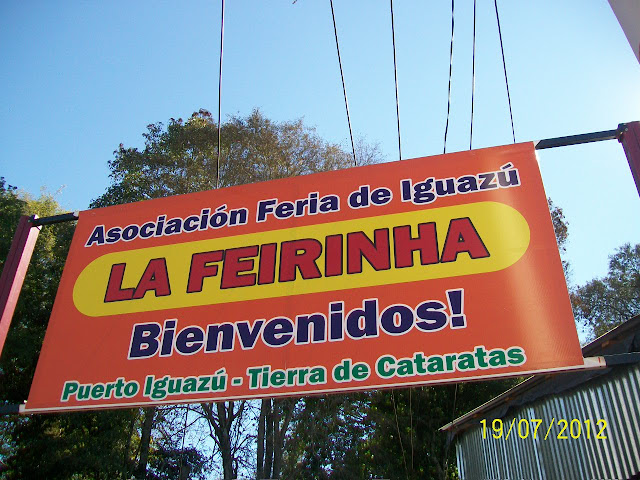 Asociación Feria de Iguazú
LA FEIRINHA
Bienvenidos!
Puerto Iguazú - Tierra de Cataratas
19/07/2012